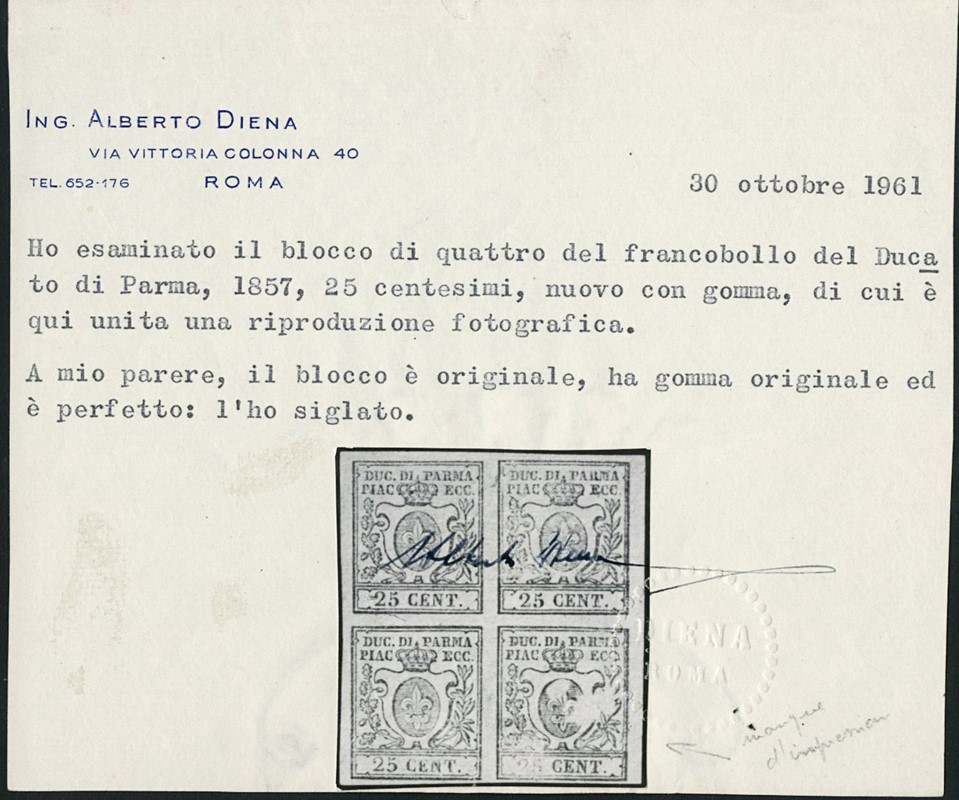 ING. ALBERTO DIENA
VIA VITTORIA COLONNA 40
TEL. 652-176 ROMA
30 ottobre 1961
Ho esaminato il blocco di quattro del francobollo del Duca
to di Parma, 1857, 25 centesimi, nuovo con gomma, di cui è
qui unita una riproduzione fotografica.
A mio parere, il blocco è originale, ha gomma originale ed
è perfetto: l'ho siglato.
DUC. DI PARMA
PIAC ECC.
25 CENT.
DUC. DI PARMA
PIAC ECC.
25 CENT.
Alberto Diena
DUC. DI PARMA
PIAC ECC.
25 CENT.
DUC. DI PARMA
PIAC ECC
25 CENT.
DIENA
ROMA
manque
d'impression